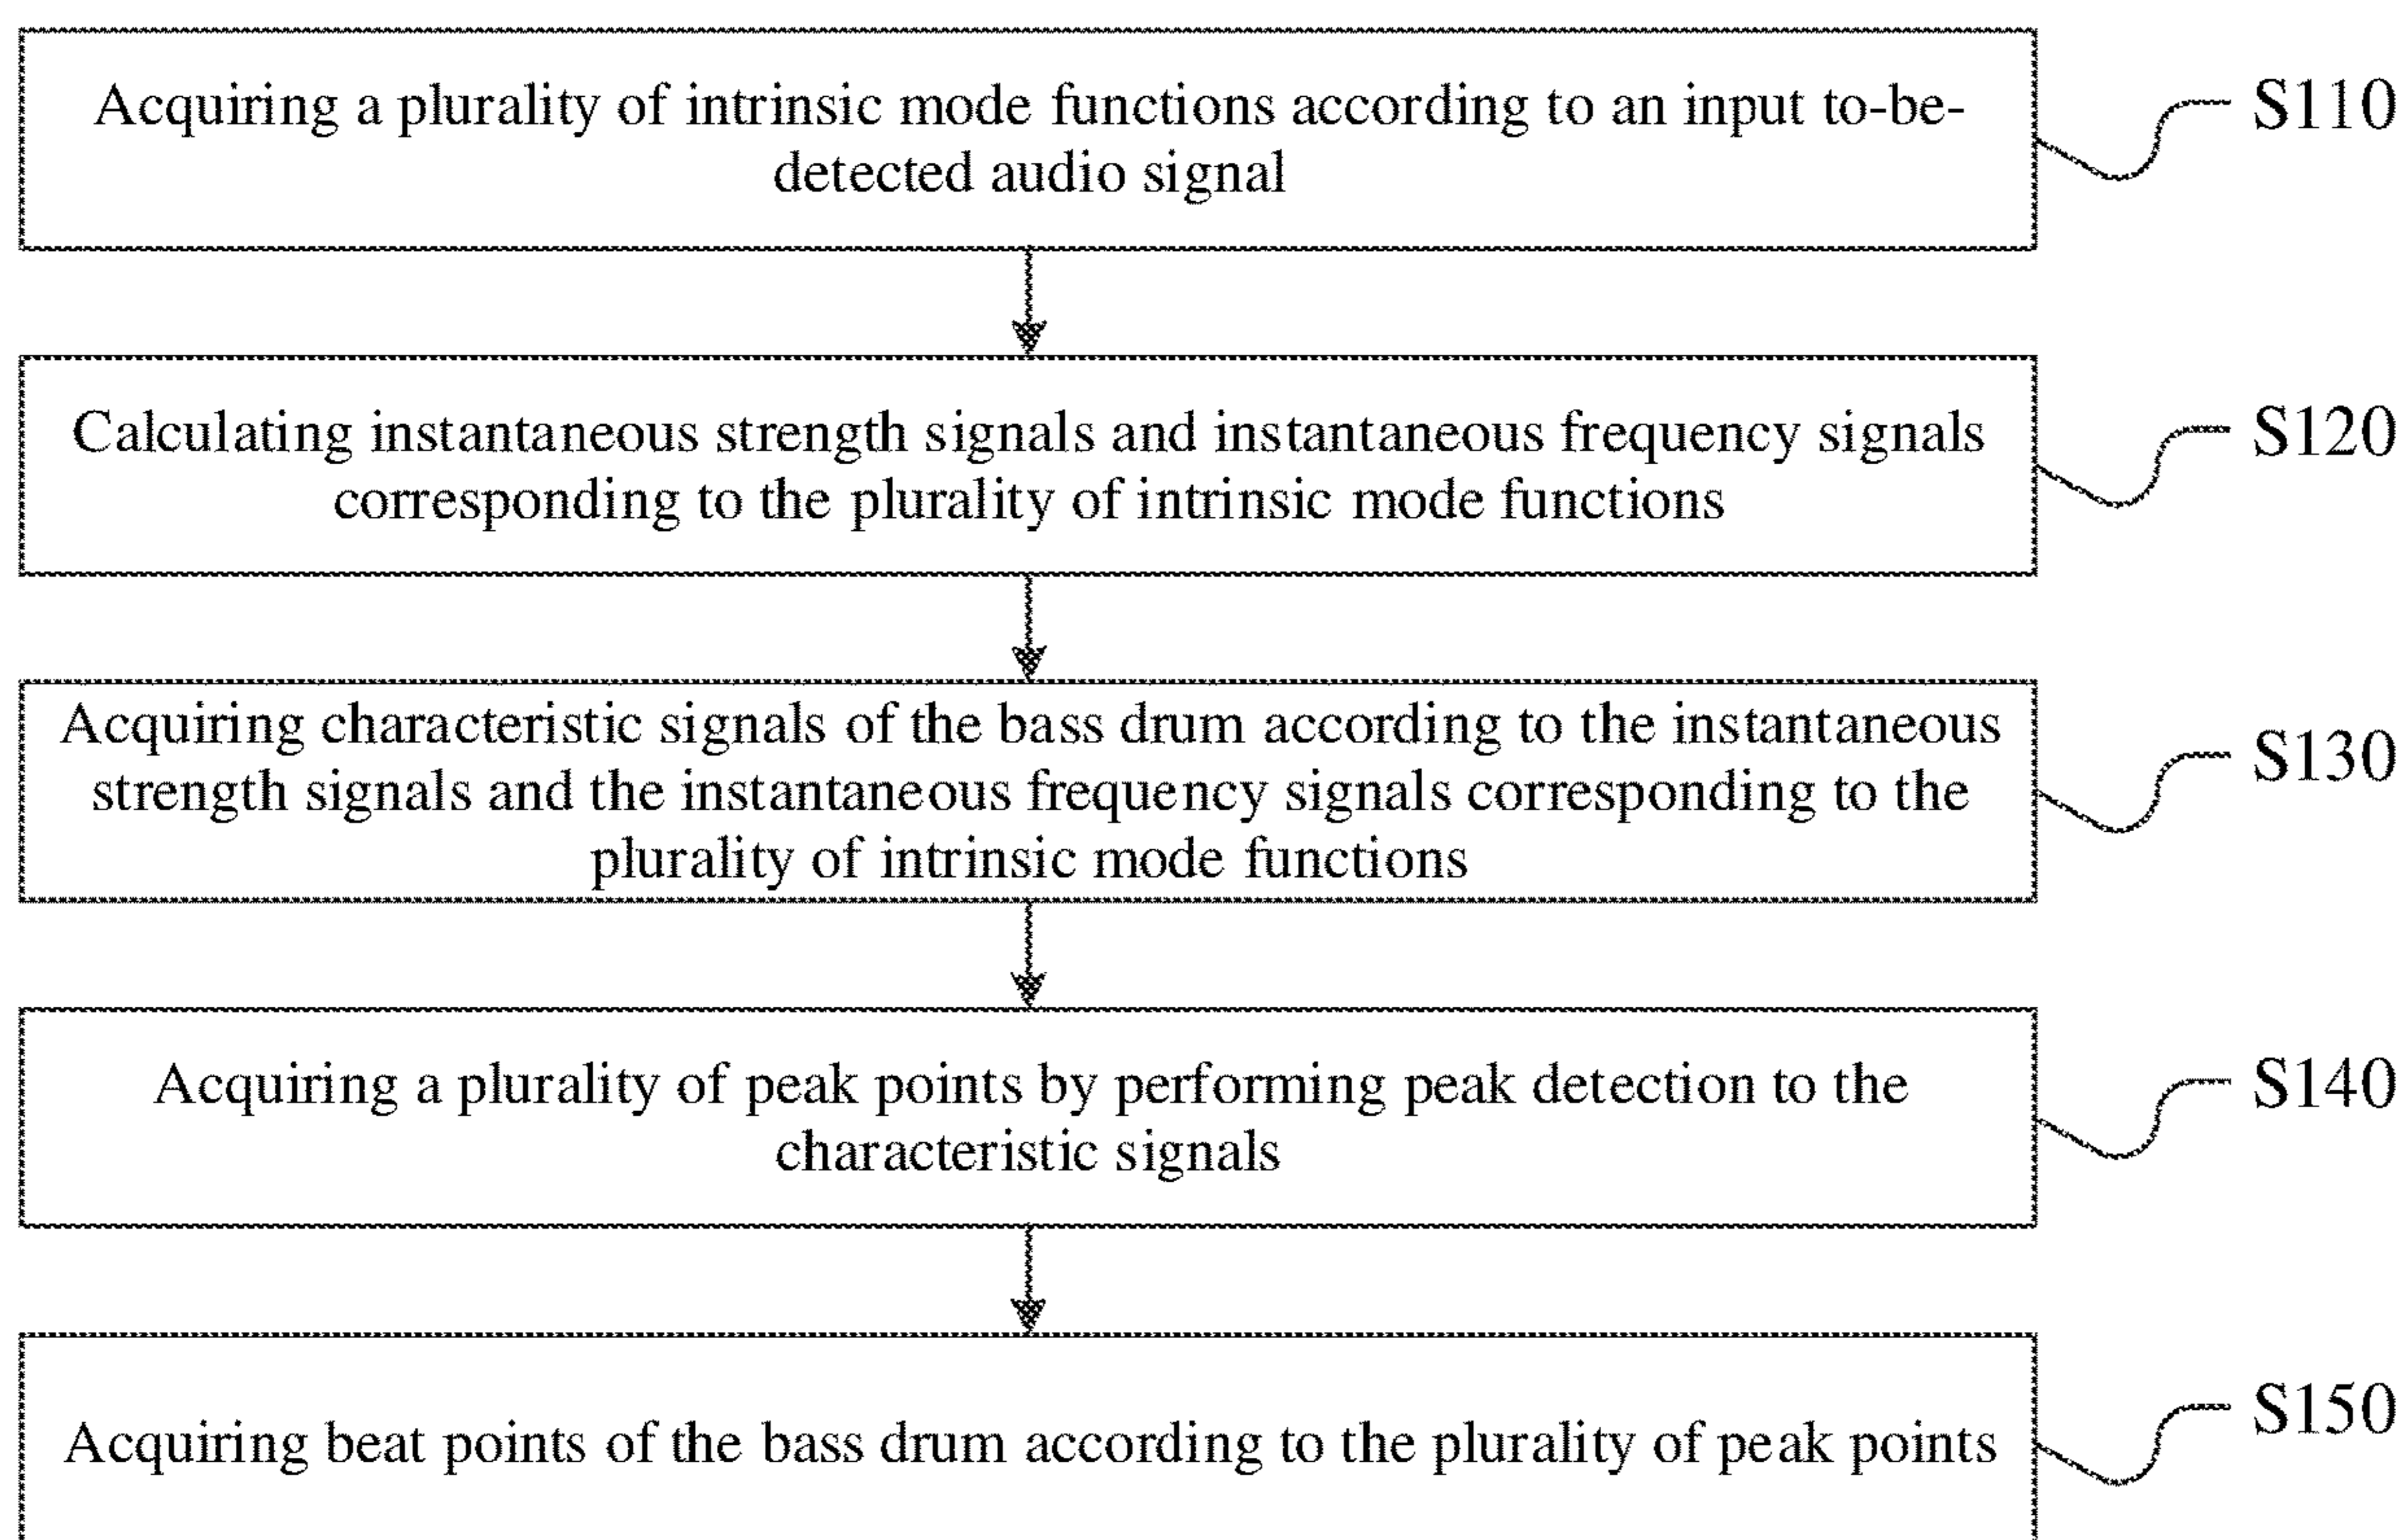 Acquiring a plurality of intrinsic mode functions according to an input to-be-
detected audio signal
S110
Calculating instantaneous strength signals and instantaneous frequency signals
corresponding to the plurality of intrinsic mode functions
S120
Acquiring characteristic signals of the bass drum according to the instantaneous
strength signals and the instantaneous frequency signals corresponding to the
plurality of intrinsic mode functions
S130
Acquiring a plurality of peak points by performing peak detection to the
characteristic signals
S140
Acquiring beat points of the bass drum according to the plurality of peak points
S150